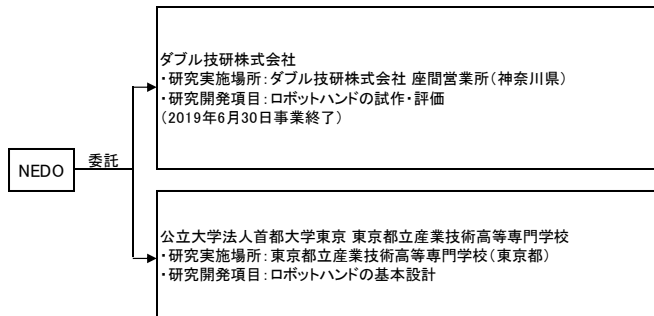 ダブル技研株式会社
・研究実施場所：ダブル技研株式会社 座間営業所（神奈川県）
・研究開発項目：ロボットハンドの試作・評価
（2019年6月30日事業終了）
NEDO
委託
公立大学法人首都大学東京 東京都立産業技術高等専門学校
・研究実施場所：東京都立産業技術高等専門学校（東京都）
・研究開発項目：ロボットハンドの基本設計